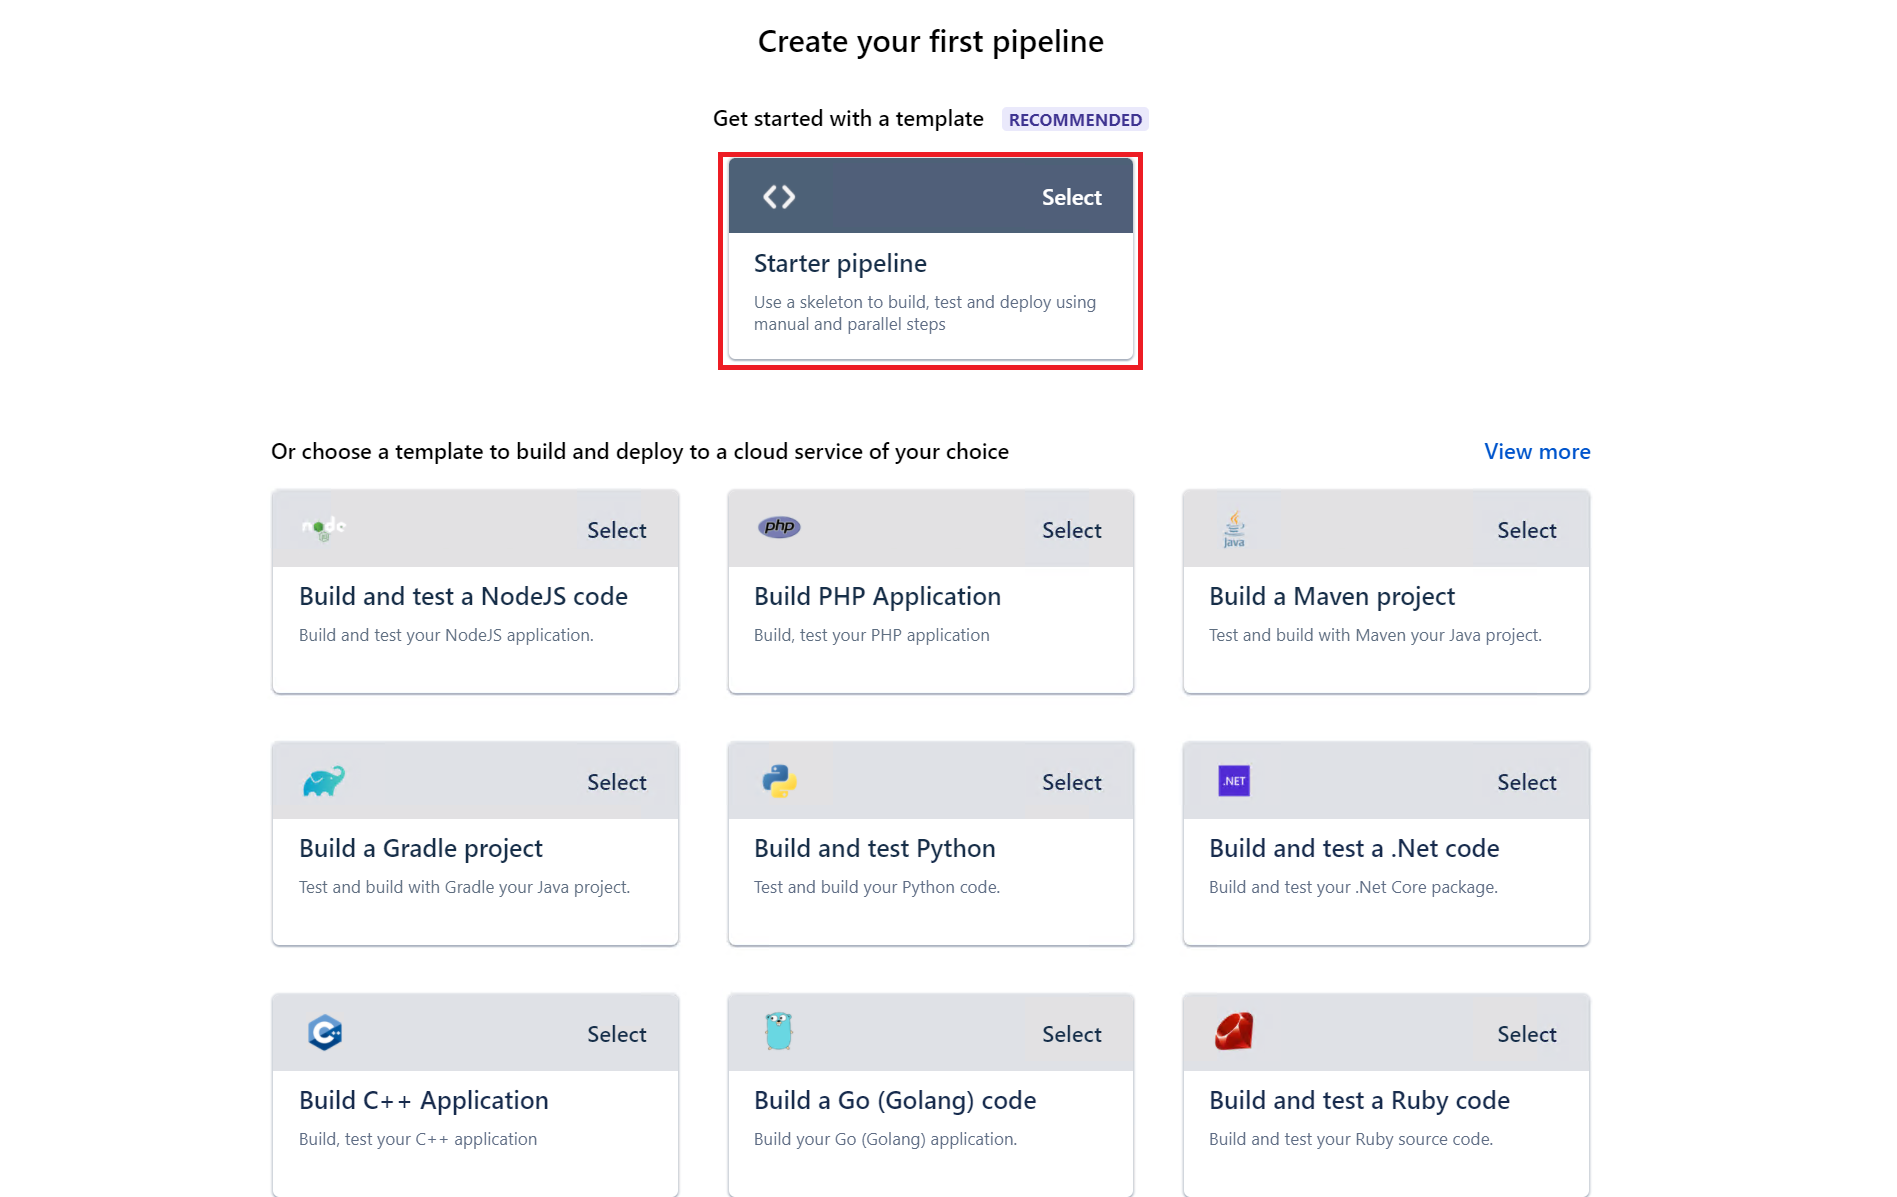 Create your first pipeline
Get started with a template RECOMMENDED
Select
Starter pipeline
Use a skeleton to build, test and deploy using
manual and parallel steps
Or choose a template to build and deploy to a cloud service of your choice View more
node Select
Build and test a NodeJS code
Build and test your NodeJS application.
php Select
Build PHP Application
Build, test your PHP application
Java Select
Build a Maven project
Test and build with Maven your Java project.
Select
Build a Gradle project
Test and build with Gradle your Java project.
Select
Build and test Python
Test and build your Python code.
.NET Select
Build and test a .Net code
Build and test your .Net Core package.
C++ Select
Build C++ Application
Build, test your C++ application
Select
Build a Go (Golang) code
Build your Go (Golang) application.
Select
Build and test a Ruby code
Build and test your Ruby source code.